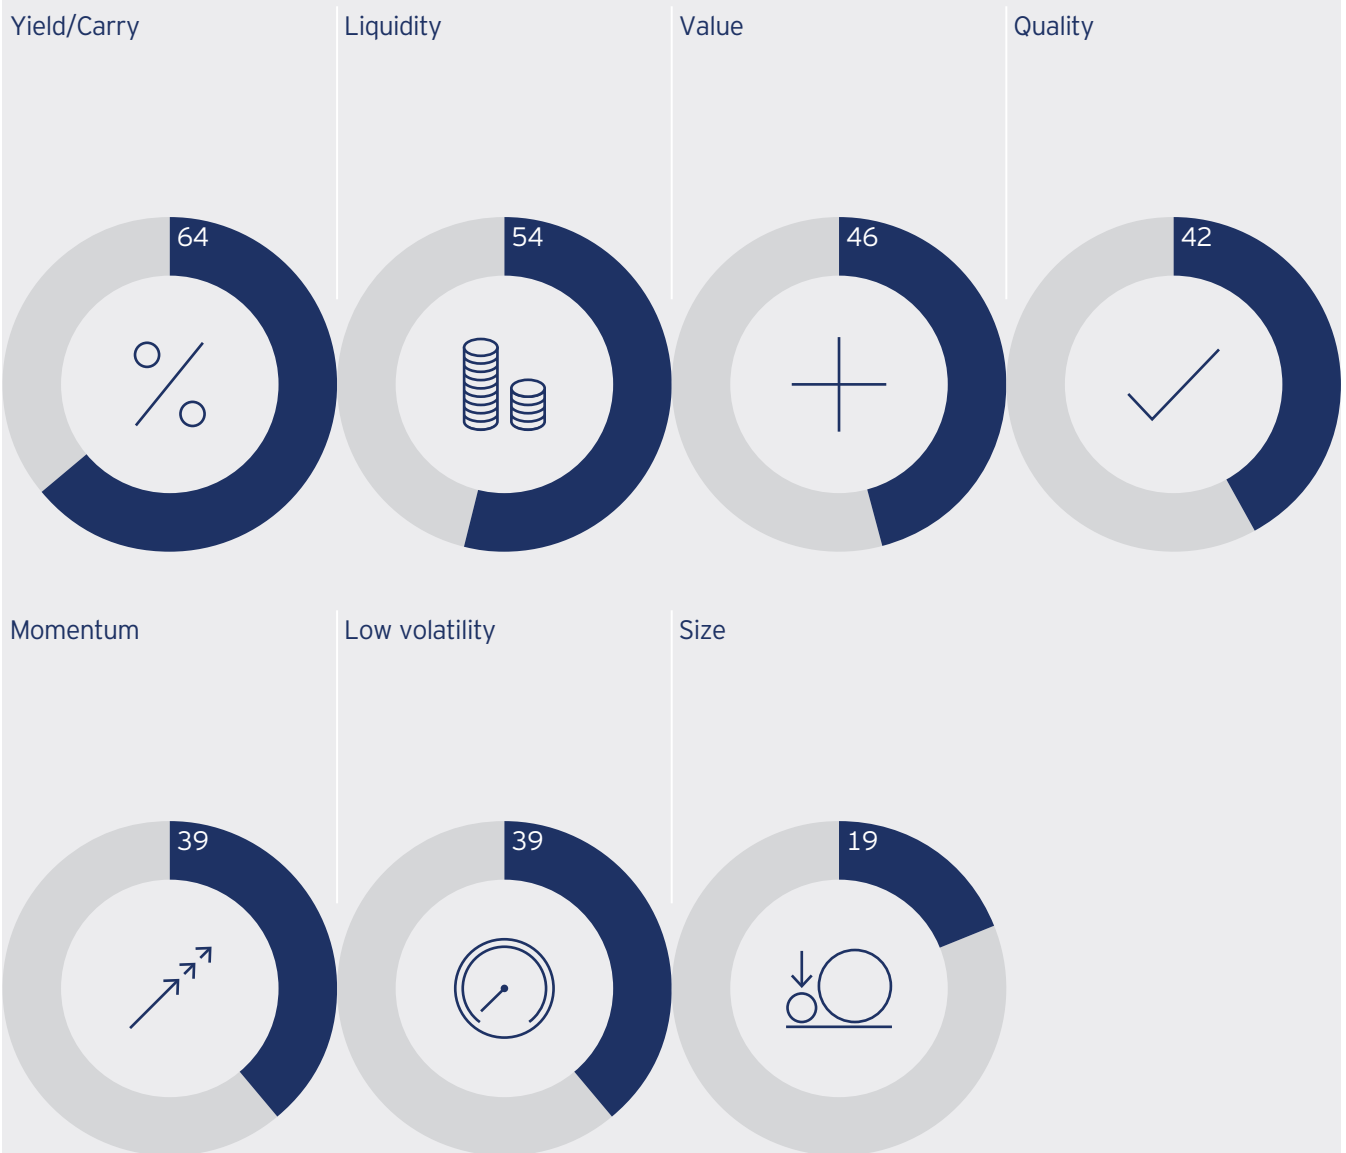 Yield/Carry
Liquidity
Value
Quality
64
54
46
42
Momentum
Low volatility
Size
39
39
19